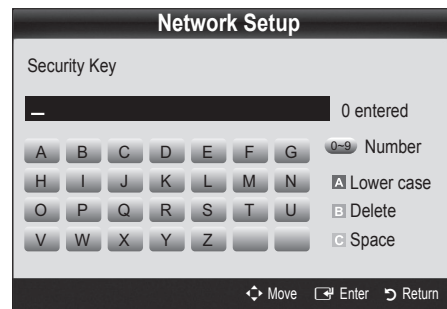 Network Setup
Security Key
_ 0 entered
A B C D E F G 0~9 Number
H I J K L M N A Lower case
O P Q R S T U B Delete
V W X Y Z C Space
Move Enter Return